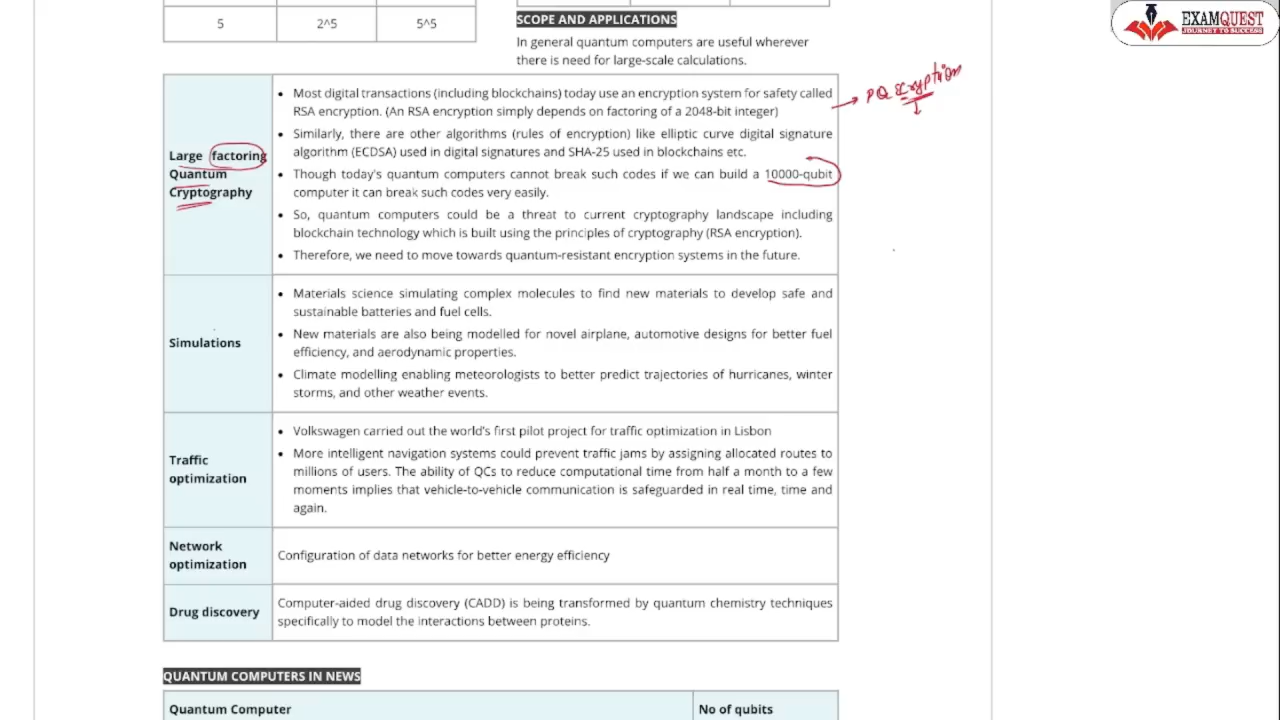 EXAMQUEST
JOURNEY TO SUCCESS
5 2^5 5^5
SCOPE AND APPLICATIONS
In general quantum computers are useful wherever
there is need for large-scale calculations.
Large factoring
Quantum
Cryptography
• Most digital transactions (including blockchains) today use an encryption system for safety called
RSA encryption. (An RSA encryption simply depends on factoring of a 2048-bit integer)
• Similarly, there are other algorithms (rules of encryption) like elliptic curve digital signature
algorithm (ECDSA) used in digital signatures and SHA-25 used in blockchains etc.
• Though today's quantum computers cannot break such codes if we can build a 10000-qubit
computer it can break such codes very easily.
• So, quantum computers could be a threat to current cryptography landscape including
blockchain technology which is built using the principles of cryptography (RSA encryption).
• Therefore, we need to move towards quantum-resistant encryption systems in the future.
PQ
Simulations
• Materials science simulating complex molecules to find new materials to develop safe and
sustainable batteries and fuel cells.
• New materials are also being modelled for novel airplane, automotive designs for better fuel
efficiency, and aerodynamic properties.
• Climate modelling enabling meteorologists to better predict trajectories of hurricanes, winter
storms, and other weather events.
Traffic
optimization
• Volkswagen carried out the world's first pilot project for traffic optimization in Lisbon
• More intelligent navigation systems could prevent traffic jams by assigning allocated routes to
millions of users. The ability of QCs to reduce computational time from half a month to a few
moments implies that vehicle-to-vehicle communication is safeguarded in real time, time and
again.
Network
optimization
Configuration of data networks for better energy efficiency
Drug discovery
Computer-aided drug discovery (CADD) is being transformed by quantum chemistry techniques
specifically to model the interactions between proteins.
QUANTUM COMPUTERS IN NEWS
Quantum Computer No of qubits